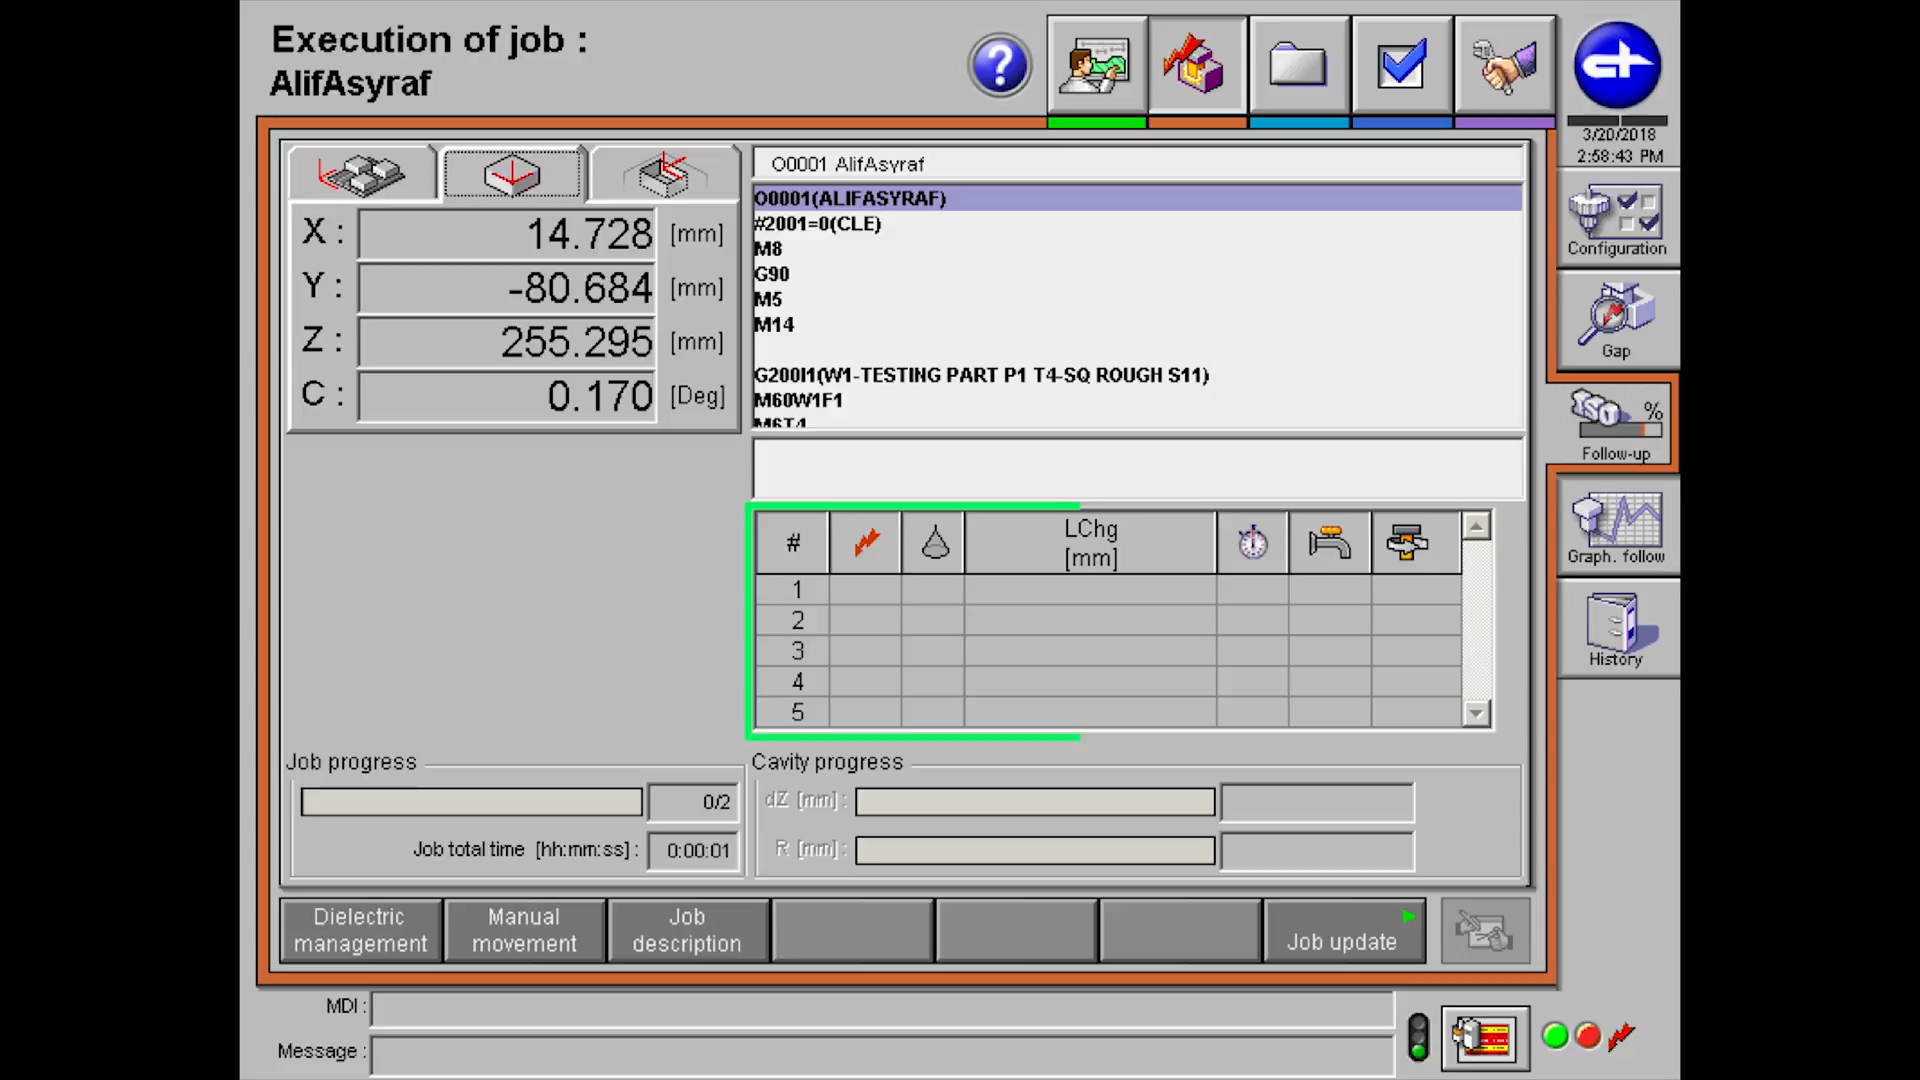 Execution of job :
AlifAsyraf
3/20/2018
2:58:43 PM
O0001 AlifAsyraf
X : 14.728 [mm]
Y : -80.684 [mm]
Z : 255.295 [mm]
C : 0.170 [Deg]
O0001(ALIFASYRAF)
#2001=0(CLE)
M8
G90
M5
M14
G200I1(W1-TESTING PART P1 T4-SQ ROUGH S11)
M60W1F1
M6T4
Configuration
Gap
ISO %
Follow-up
Graph. follow
History
# LChg
[mm]
1
2
3
4
5
Job progress
0/2
Job total time [hh:mm:ss] : 0:00:01
Cavity progress
dZ [mm] :
R [mm] :
Dielectric
management
Manual
movement
Job
description
Job update
MDI :
Message :